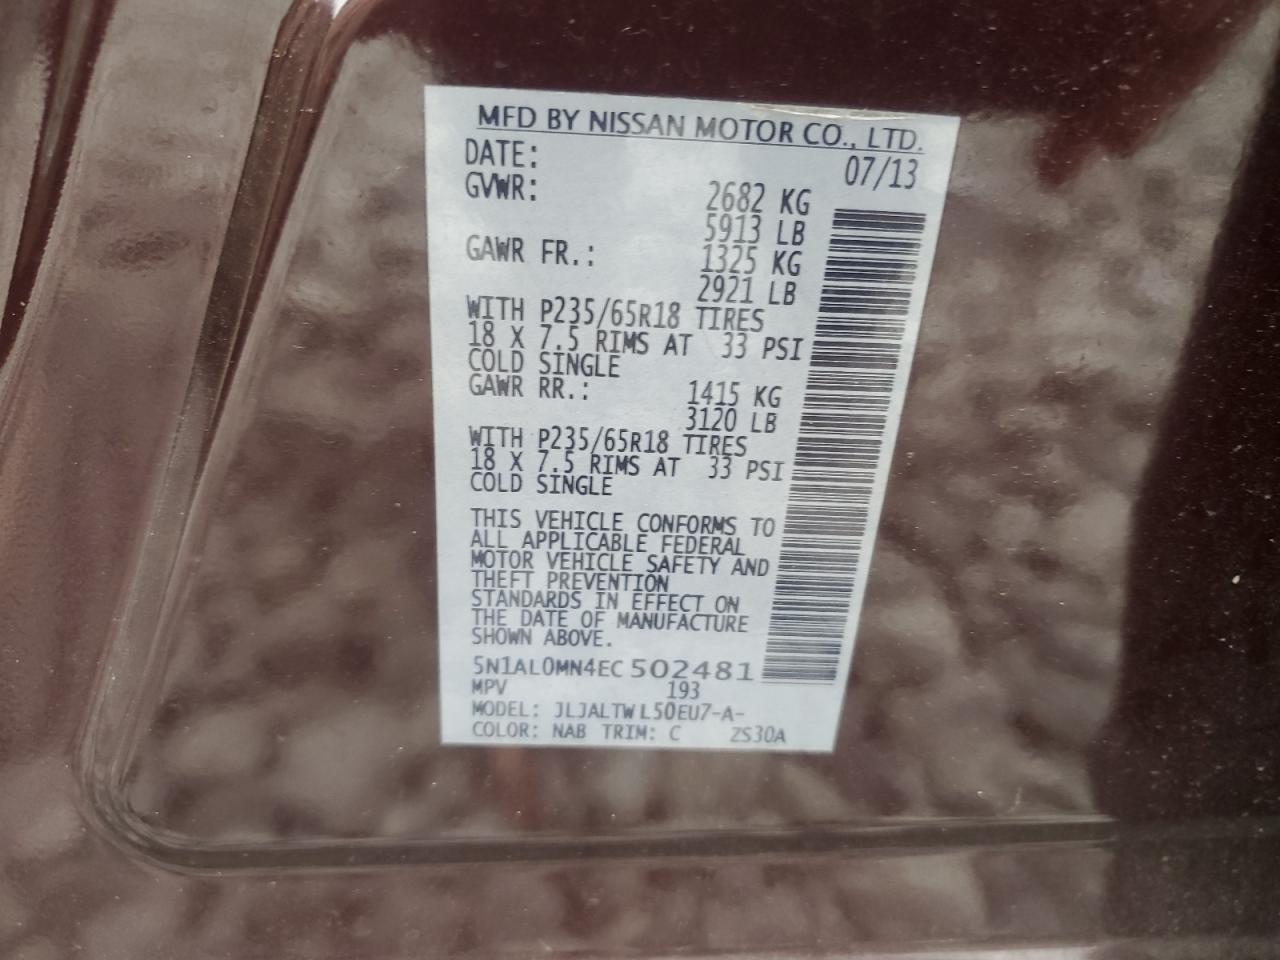 MFD BY NISSAN MOTOR CO., LTD.
DATE: 07/13
GVWR: 2682 KG
5913 LB
GAWR FR.: 1325 KG
2921 LB
WITH P235/65R18 TIRES
18 X 7.5 RIMS AT 33 PSI
COLD SINGLE
GAWR RR.: 1415 KG
3120 LB
WITH P235/65R18 TIRES
18 X 7.5 RIMS AT 33 PSI
COLD SINGLE
THIS VEHICLE CONFORMS TO
ALL APPLICABLE FEDERAL
MOTOR VEHICLE SAFETY AND
THEFT PREVENTION
STANDARDS IN EFFECT ON
THE DATE OF MANUFACTURE
SHOWN ABOVE.
5N1AL0MN4EC502481
MPV 193
MODEL: JLJALTWL50EU7-A-
COLOR: NAB TRIM: C ZS30A